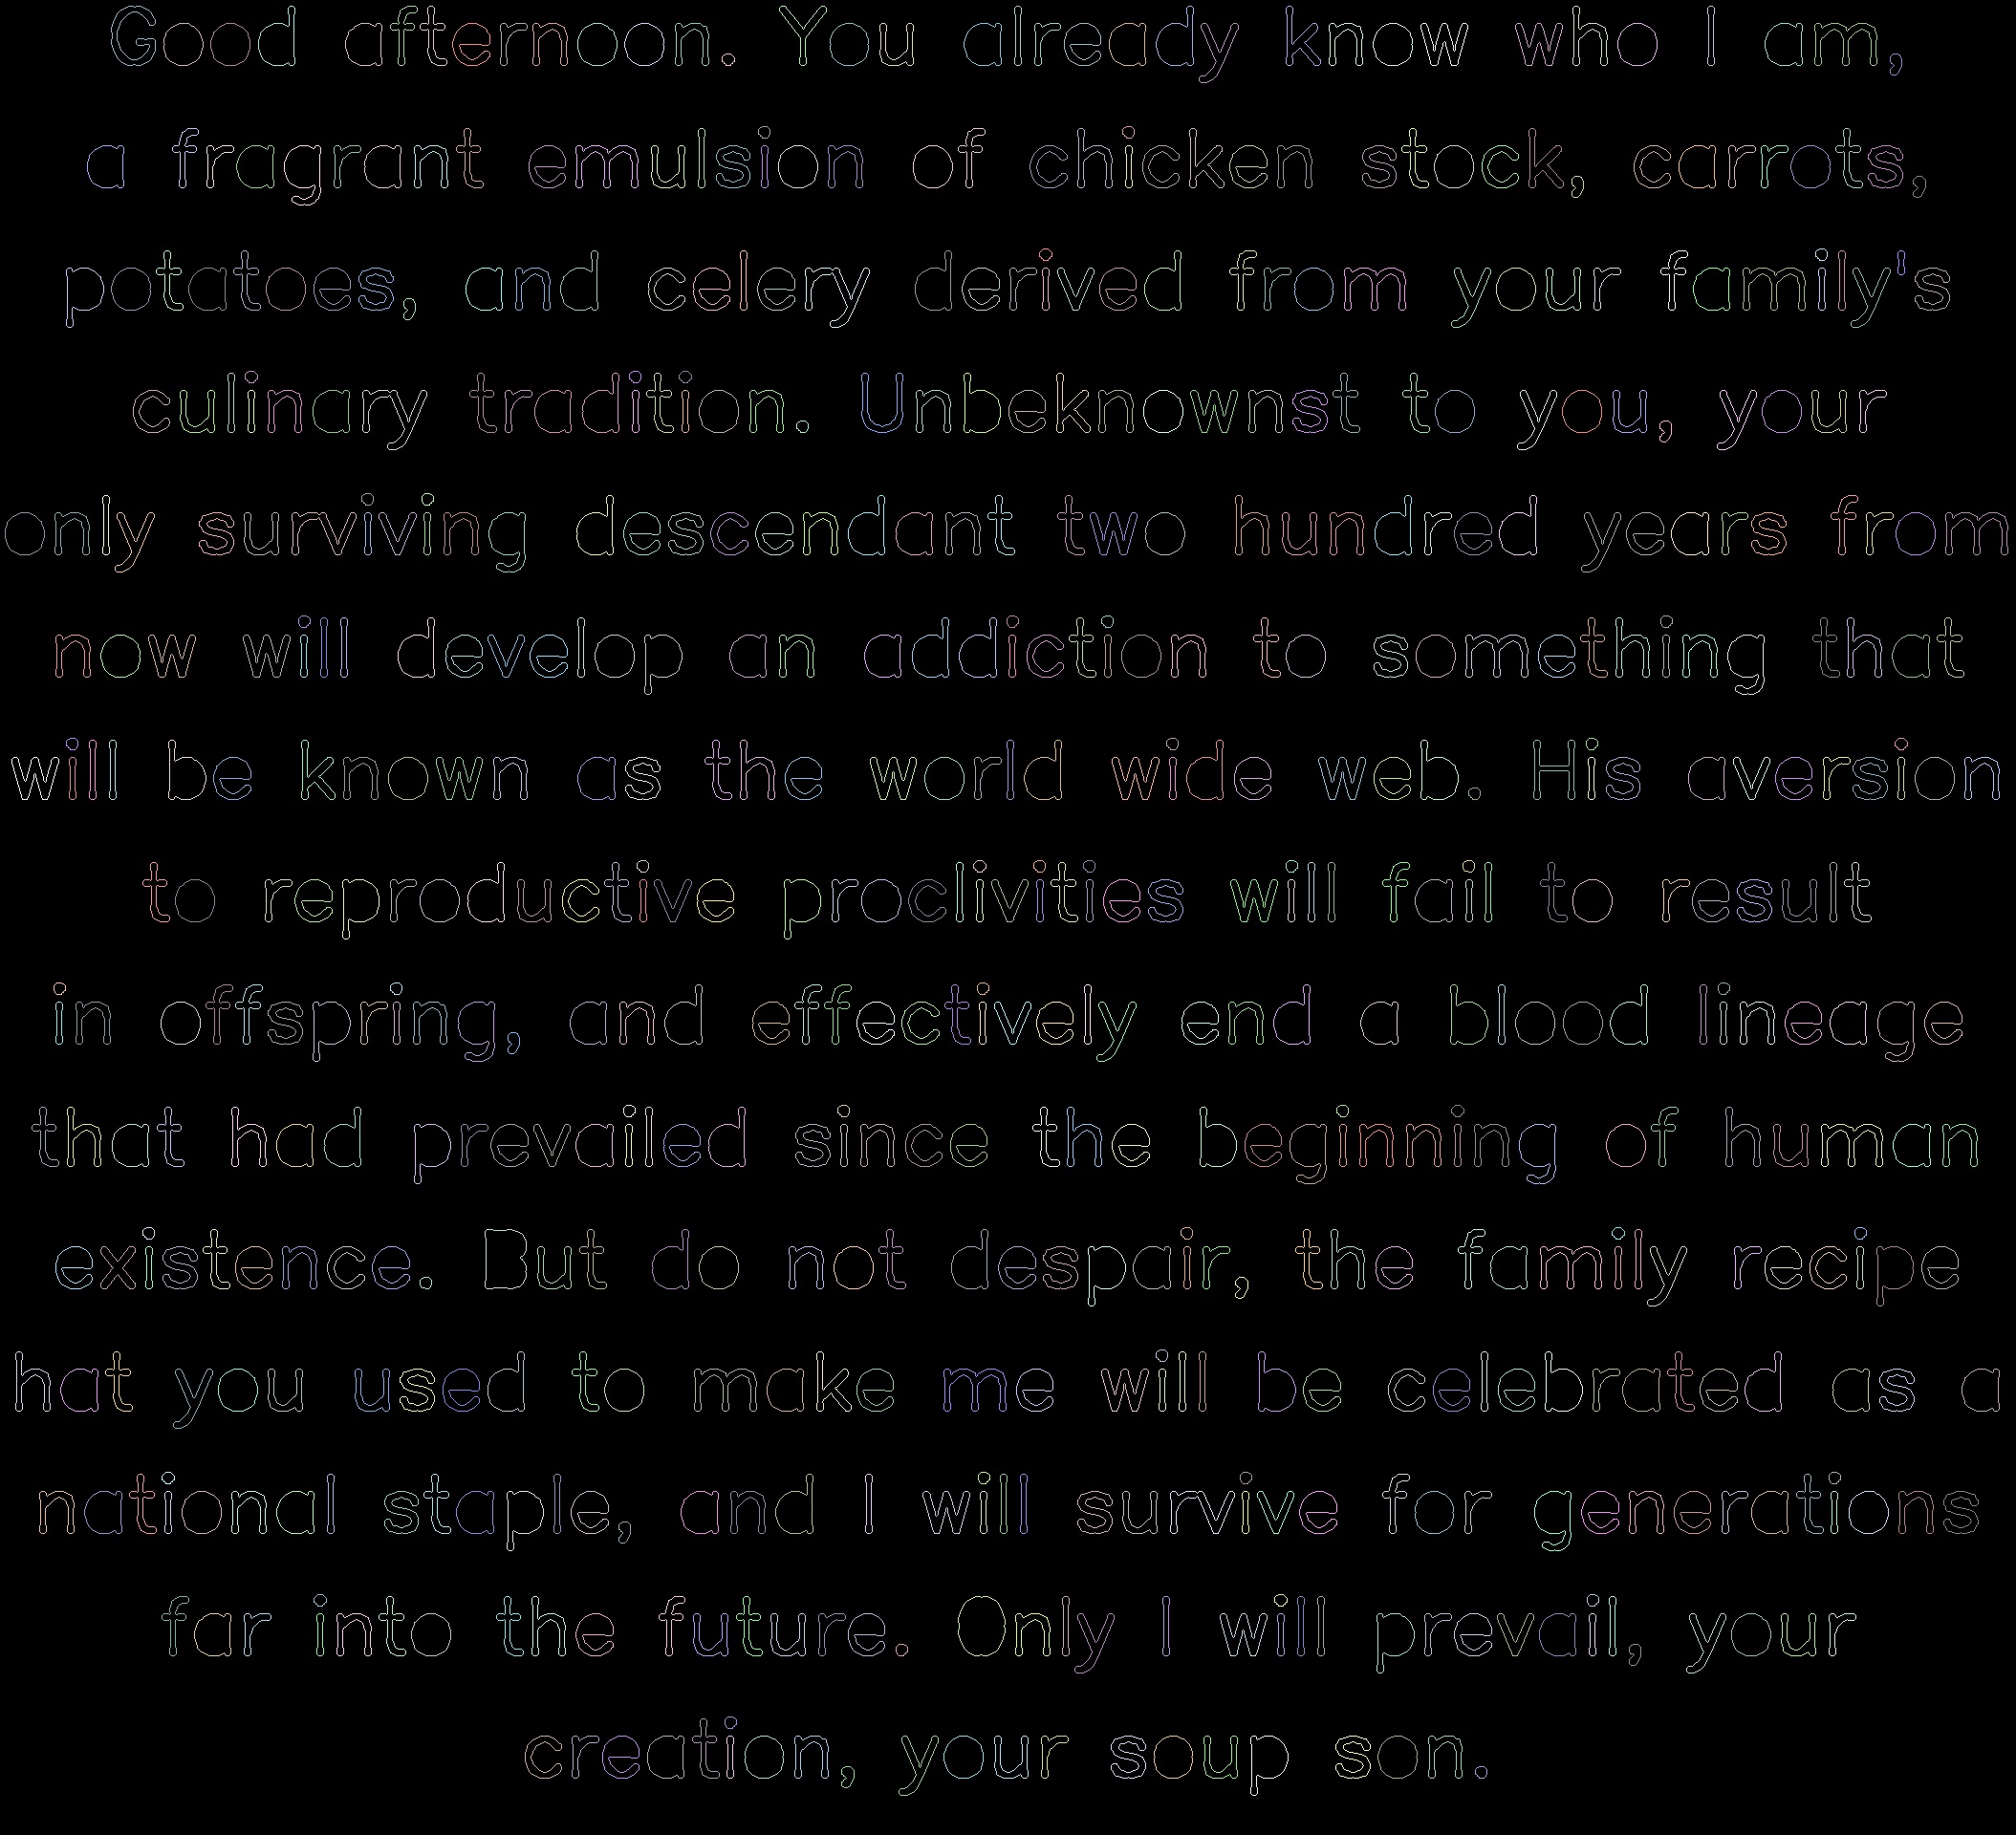 Good afternoon. You already know who I am,
a fragrant emulsion of chicken stock, carrots,
potatoes, and celery derived from your family's
culinary tradition. Unbeknownst to you, your
only surviving descendant two hundred years from
now will develop an addiction to something that
will be known as the world wide web. His aversion
to reproductive proclivities will fail to result
in offspring, and effectively end a blood lineage
that had prevailed since the beginning of human
existence. But do not despair, the family recipe
hat you used to make me will be celebrated as a
national staple, and I will survive for generations
far into the future. Only I will prevail, your
creation, your soup son.